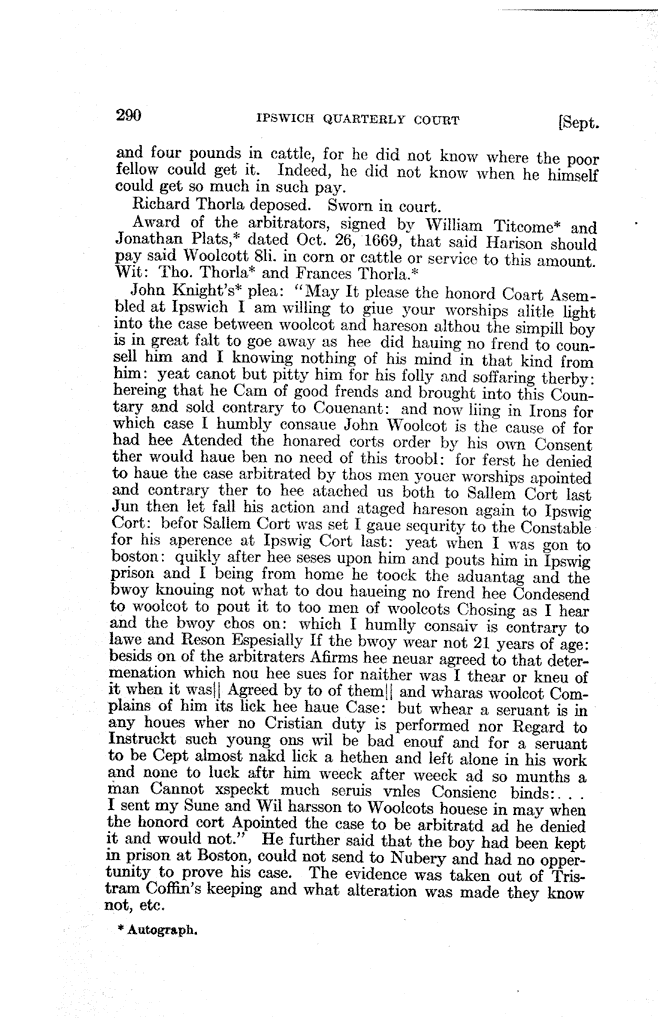 290 IPSWICH QUARTERLY COURT [Sept.
and four pounds in cattle, for he did not know where the poor
fellow could get it. Indeed, he did not know when he himself
could get so much in such pay.
Richard Thorla deposed. Sworn in court.
Award of the arbitrators, signed by William Titcome* and
Jonathan Plats,* dated Oct. 26, 1669, that said Harison should
pay said Woolcott 8li. in corn or cattle or service to this amount.
Wit: Tho. Thorla* and Frances Thorla.*
John Knight's* plea: "May It please the honord Coart Asem-
bled at Ipswich I am willing to giue your worships alitle light
into the case between woolcot and hareson althou the simpill boy
is in great falt to goe away as hee did hauing no frend to coun-
sell him and I knowing nothing of his mind in that kind from
him: yeat canot but pitty him for his folly and soffaring therby:
hereing that he Cam of good frends and brought into this Coun-
tary and sold contrary to Couenant: and now liing in Irons for
which case I humbly consaue John Woolcot is the cause of for
had hee Atended the honared corts order by his own Consent
ther would haue ben no need of this troobl: for ferst he denied
to haue the case arbitrated by thos men youer worships apointed
and contrary ther to hee atached us both to Sallem Cort last
Jun then let fall his action and ataged hareson again to Ipswig
Cort: befor Sallem Cort was set I gaue sequrity to the Constable
for his aperence at Ipswig Cort last: yeat when I was gon to
boston: quikly after hee seses upon him and pouts him in Ipswig
prison and I being from home he toock the aduantag and the
bwoy knouing not what to dou haueing no frend hee Condesend
to woolcot to pout it to too men of woolcots Chosing as I hear
and the bwoy chos on: which I humlly consaiv is contrary to
lawe and Reson Espesially If the bwoy wear not 21 years of age:
besids on of the arbitraters Afirms hee neuar agreed to that deter-
menation which nou hee sues for naither was I thear or kneu of
it when it was|| Agreed by to of them|| and wharas woolcot Com-
plains of him its lick hee haue Case: but whear a seruant is in
any houes wher no Cristian duty is performed nor Regard to
Instruckt such young ons wil be bad enouf and for a seruant
to be Cept almost nakd lick a hethen and left alone in his work
and none to luck aftr him weeck after weeck ad so munths a
man Cannot xspeckt much seruis vnles Consienc binds: . . .
I sent my Sune and Wil harsson to Woolcots houese in may when
the honord cort Apointed the case to be arbitratd ad he denied
it and would not." He further said that the boy had been kept
in prison at Boston, could not send to Nubery and had no opper-
tunity to prove his case. The evidence was taken out of Tris-
tram Coffin's keeping and what alteration was made they know
not, etc.
* Autograph.